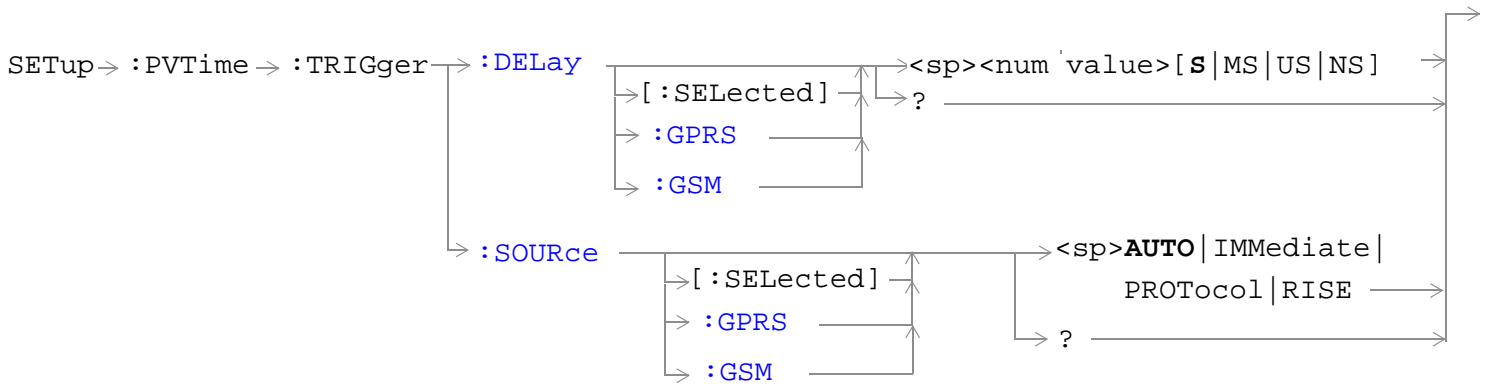 SETup :PVTime :TRIGger :DELay <sp><num value>[S|MS|US|NS]
[:SELected] ?
:GPRS
:GSM
:SOURce <sp>AUTO|IMMediate|
[:SELected] PROTocol|RISE
:GPRS ?
:GSM